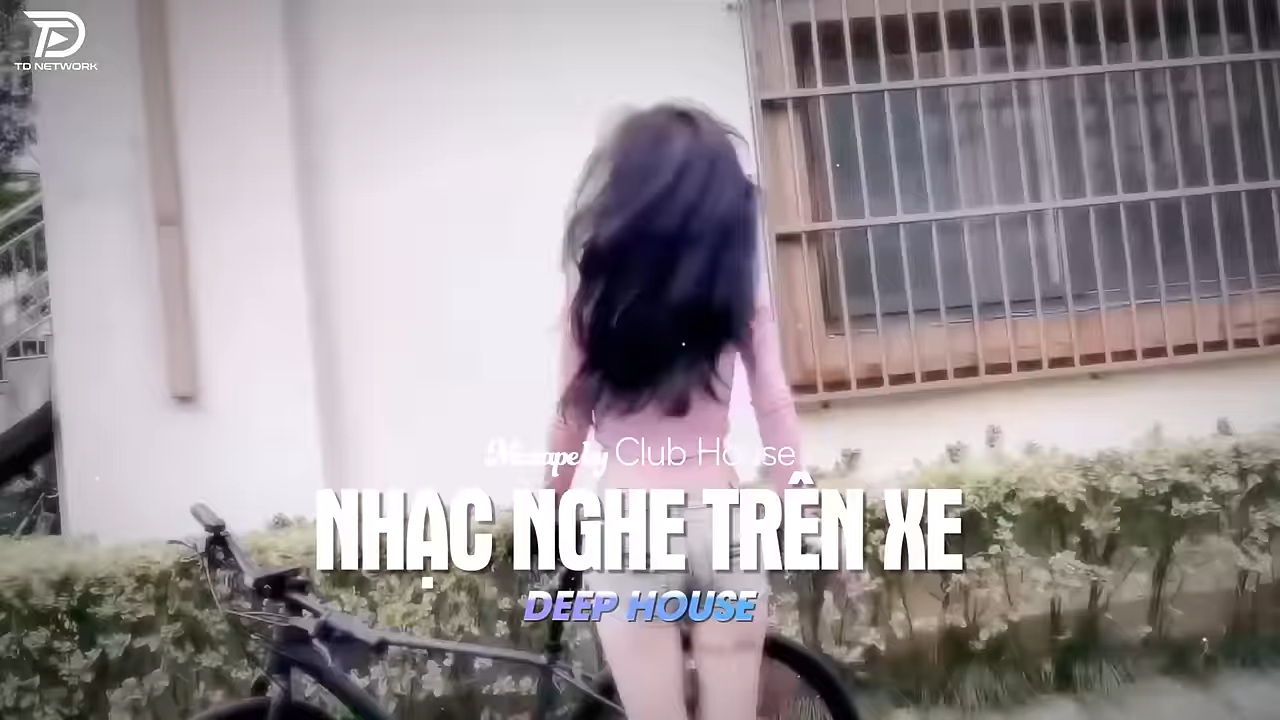 TD NETWORK
Mixtape by Club House
NHẠC NGHE TRÊN XE
DEEP HOUSE